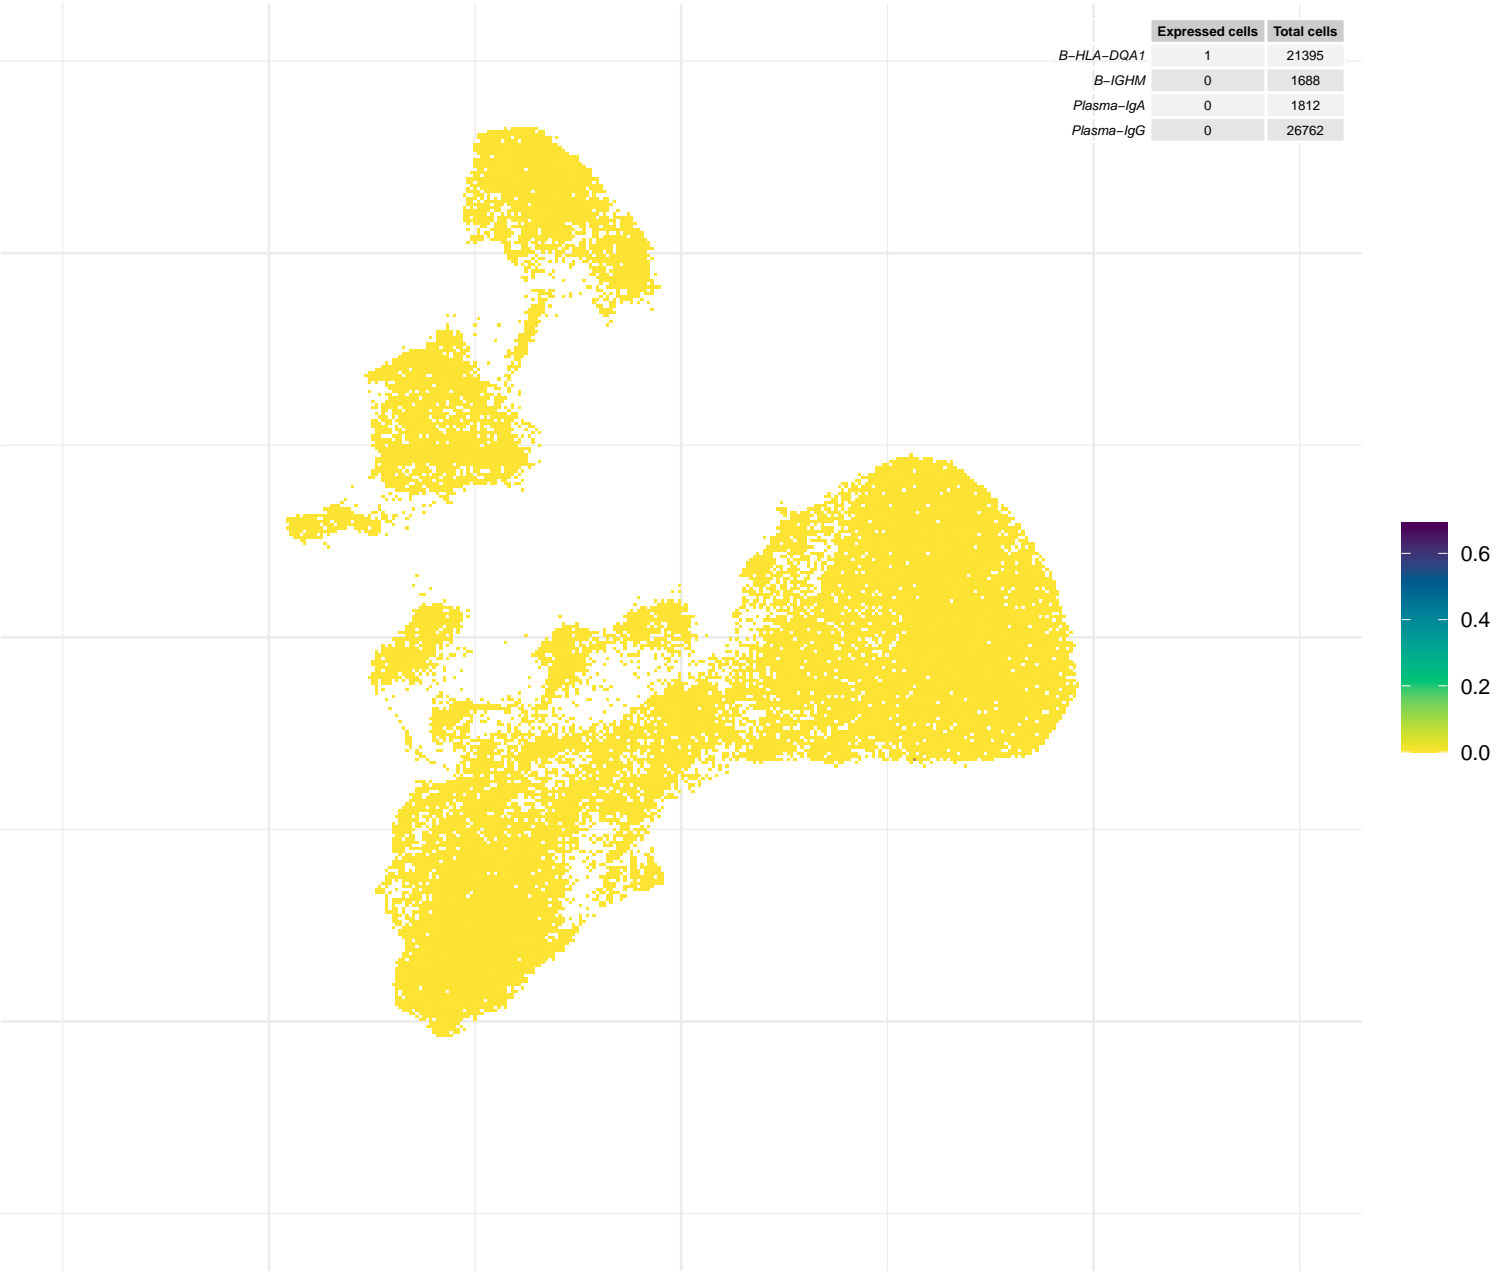 Expressed cells Total cells
B-HLA-DQA1 1 21395
B-IGHM 0 1688
Plasma-IgA 0 1812
Plasma-IgG 0 26762
0.6
0.4
0.2
0.0